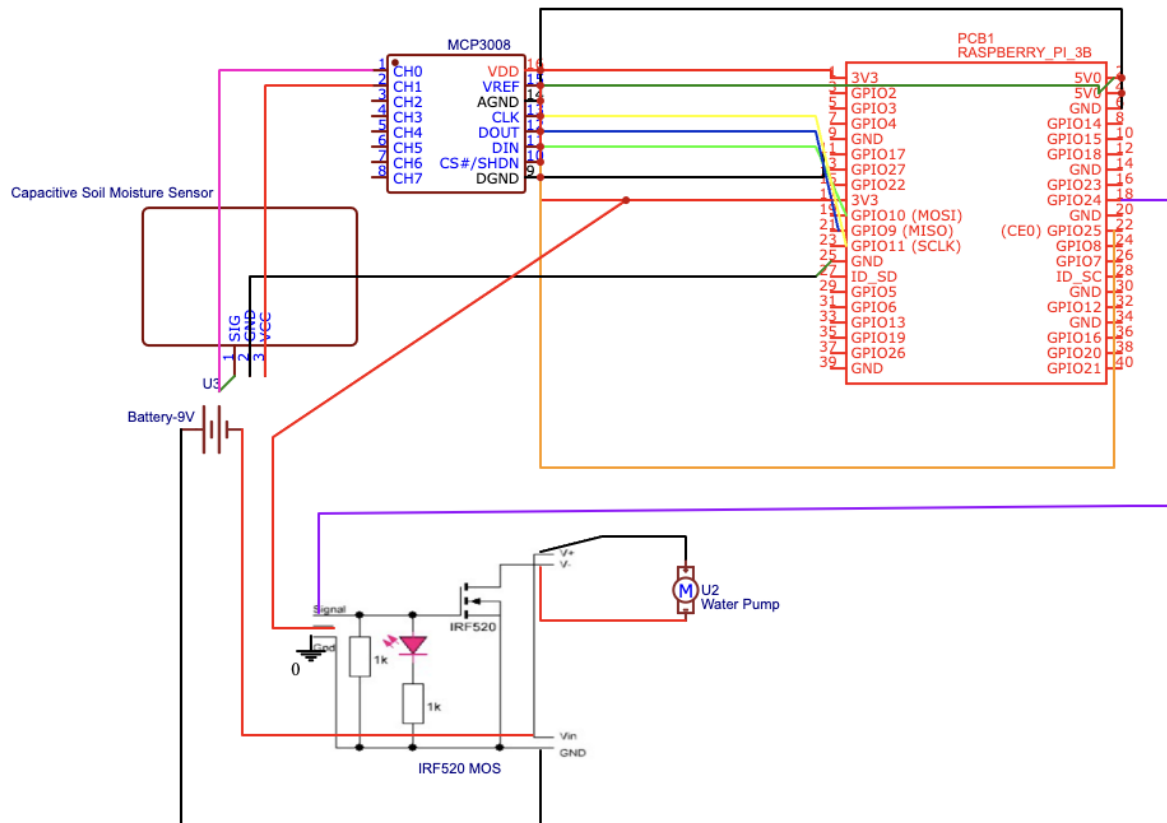 MCP3008
1 CH0 VDD 16
2 CH1 VREF 15
3 CH2 AGND 14
4 CH3 CLK 13
5 CH4 DOUT 12
6 CH5 DIN 11
7 CH6 CS#/SHDN 10
8 CH7 DGND 9
PCB1
RASPBERRY_PI_3B
1 3V3 5V0 2
3 GPIO2 5V0 4
5 GPIO3 GND 6
7 GPIO4 GPIO14 8
9 GND GPIO15 10
GPIO17 GPIO18 12
GPIO27 GND 14
GPIO22 GPIO23 16
3V3 GPIO24 18
19 GPIO10 (MOSI) GND 20
21 GPIO9 (MISO) (CE0) GPIO25 22
23 GPIO11 (SCLK) GPIO8 24
25 GND GPIO7 26
27 ID_SD ID_SC 28
29 GPIO5 GND 30
31 GPIO6 GPIO12 32
33 GPIO13 GND 34
35 GPIO19 GPIO16 36
37 GPIO26 GPIO20 38
39 GND GPIO21 40
Capacitive Soil Moisture Sensor
1 SIG
2 GND
3 VCC
U3
Battery-9V
V+
V-
M
U2
Water Pump
Signal
IRF520
Gnd
0
1k
1k
Vin
GND
IRF520 MOS